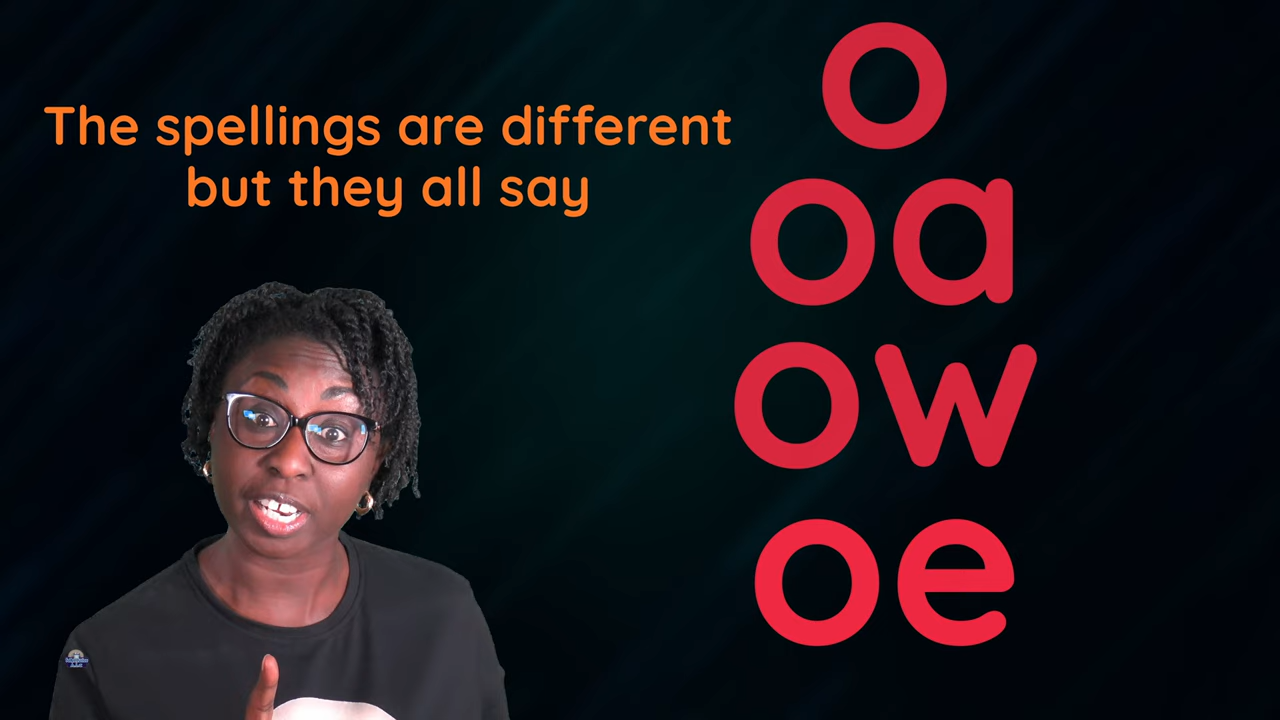 The spellings are different
but they all say
o
oa
ow
oe